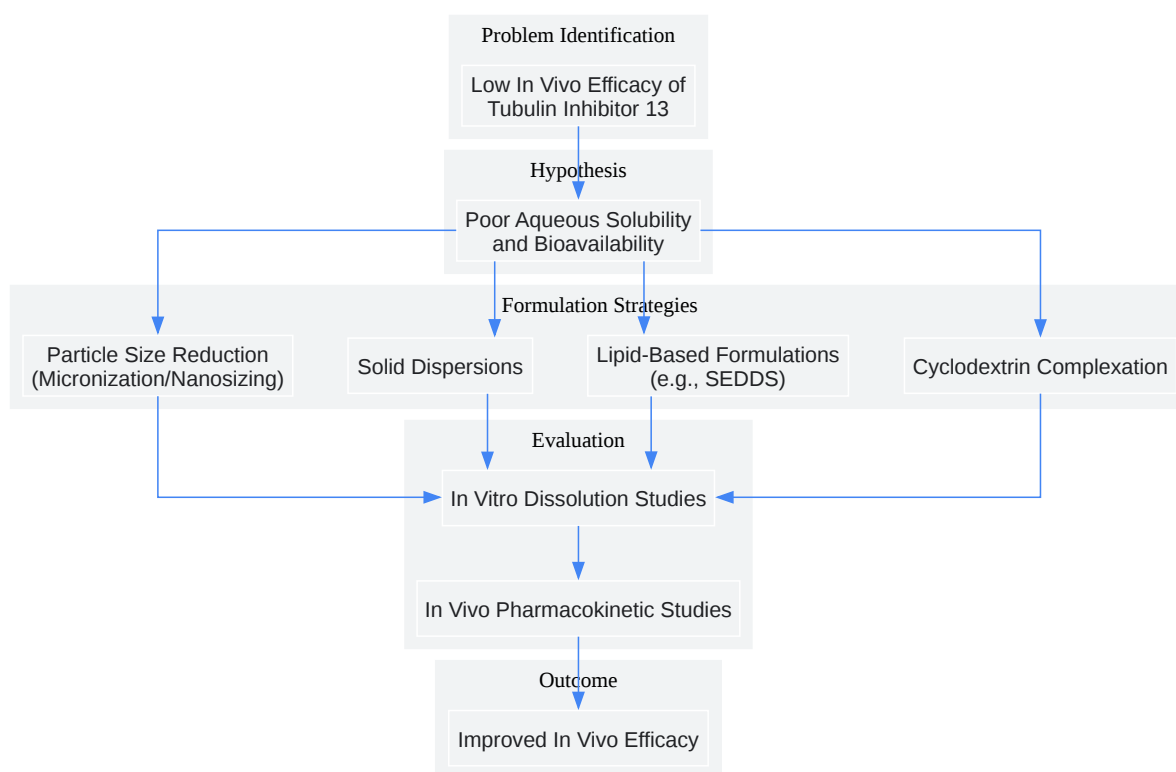 Problem Identification
Low In Vivo Efficacy of
Tubulin Inhibitor 13
Hypothesis
Poor Aqueous Solubility
and Bioavailability
Formulation Strategies
Particle Size Reduction
(Micronization/Nanosizing)
Solid Dispersions
Lipid-Based Formulations
(e.g., SEDDS)
Cyclodextrin Complexation
Evaluation
In Vitro Dissolution Studies
In Vivo Pharmacokinetic Studies
Outcome
Improved In Vivo Efficacy